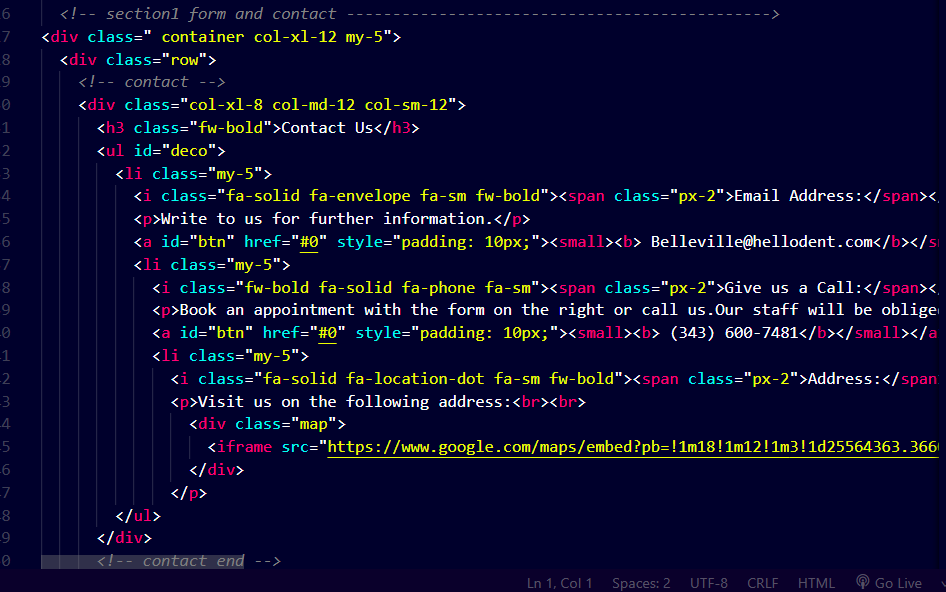 6 <!-- section1 form and contact ---------------------------------------------->
7 <div class=" container col-xl-12 my-5">
8 <div class="row">
9 <!-- contact -->
0 <div class="col-xl-8 col-md-12 col-sm-12">
1 <h3 class="fw-bold">Contact Us</h3>
2 <ul id="deco">
3 <li class="my-5">
4 <i class="fa-solid fa-envelope fa-sm fw-bold"><span class="px-2">Email Address:</span><
5 <p>Write to us for further information.</p>
6 <a id="btn" href="#0" style="padding: 10px;"><small><b> Belleville@hellodent.com</b></s
7 <li class="my-5">
8 <i class="fw-bold fa-solid fa-phone fa-sm"><span class="px-2">Give us a Call:</span><
9 <p>Book an appointment with the form on the right or call us.Our staff will be oblige
0 <a id="btn" href="#0" style="padding: 10px;"><small><b> (343) 600-7481</b></small></a
1 <li class="my-5">
2 <i class="fa-solid fa-location-dot fa-sm fw-bold"><span class="px-2">Address:</span
3 <p>Visit us on the following address:<br><br>
4 <div class="map">
5 <iframe src="https://www.google.com/maps/embed?pb=!1m18!1m12!1m3!1d25564363.366
6 </div>
7 </p>
8 </ul>
9 </div>
0 <!-- contact end -->
Ln 1, Col 1 Spaces: 2 UTF-8 CRLF HTML Go Live